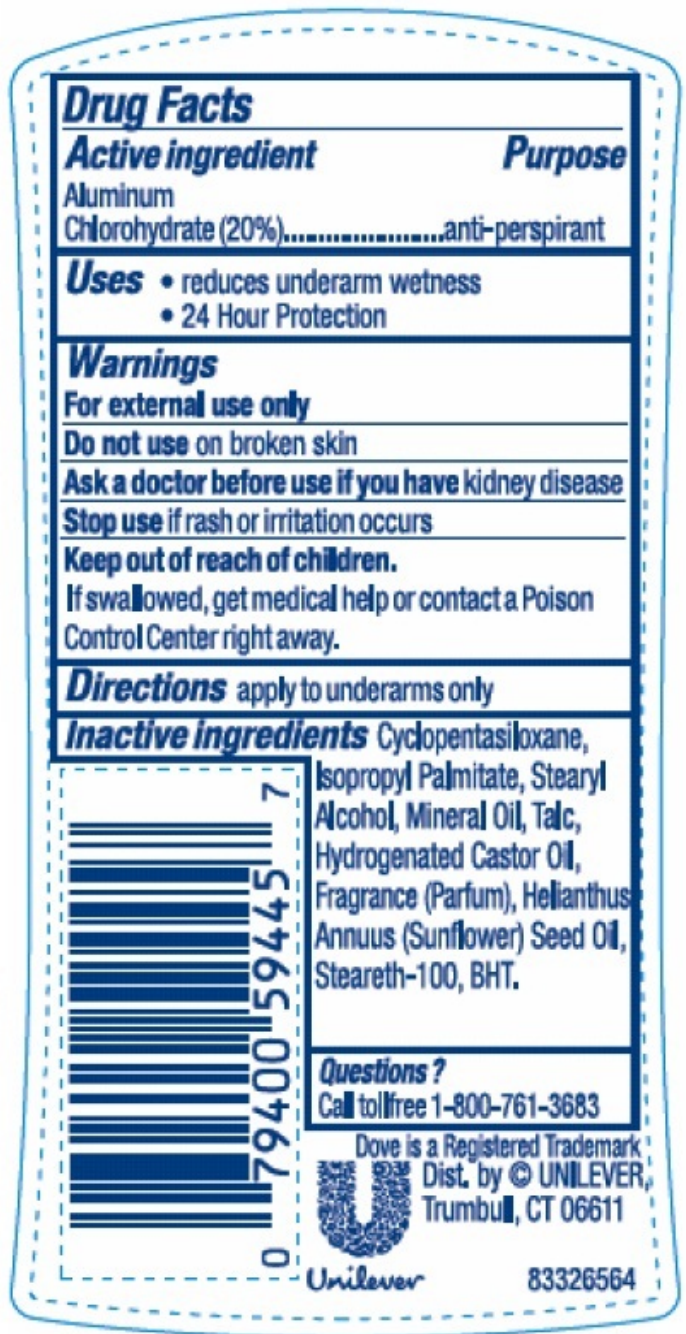 Drug Facts
Active ingredient Purpose
Aluminum
Chlorohydrate (20%).......................anti-perspirant
Uses • reduces underarm wetness
• 24 Hour Protection
Warnings
For external use only
Do not use on broken skin
Ask a doctor before use if you have kidney disease
Stop use if rash or irritation occurs
Keep out of reach of children.
If swallowed, get medical help or contact a Poison
Control Center right away.
Directions apply to underarms only
Inactive ingredients Cyclopentasiloxane,
Isopropyl Palmitate, Stearyl
Alcohol, Mineral Oil, Talc,
Hydrogenated Castor Oil,
Fragrance (Parfum), Helianthus
Annuus (Sunflower) Seed Oil,
Steareth-100, BHT.
0 79400 59445 7
Questions ?
Call tollfree 1-800-761-3683
Dove is a Registered Trademark
Dist. by © UNILEVER,
Trumbull, CT 06611
Unilever 83326564